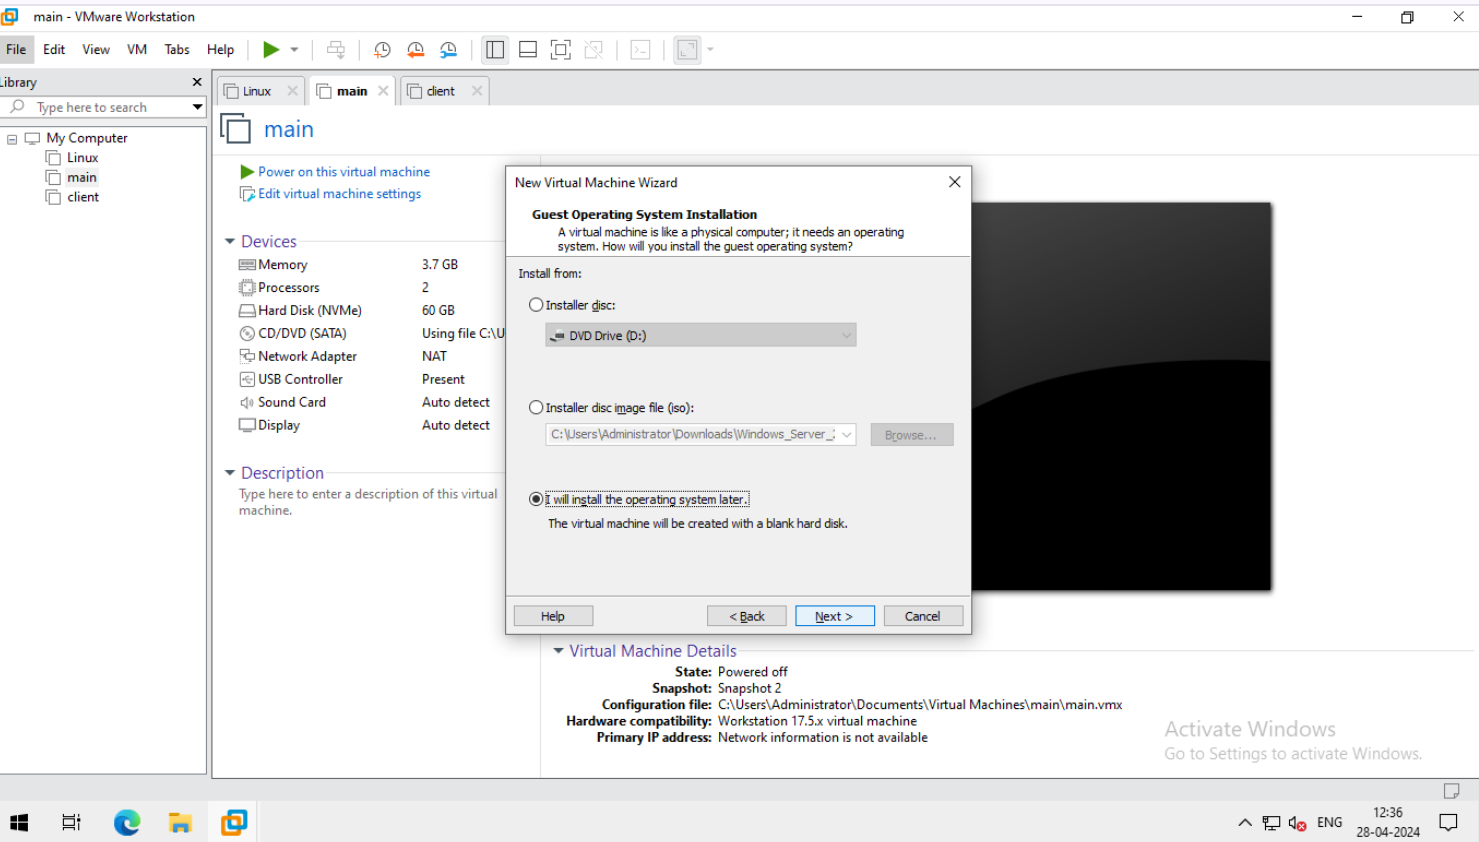 main - VMware Workstation
File Edit View VM Tabs Help
Library
Type here to search
My Computer
Linux
main
client
Linux main client
main
Power on this virtual machine
Edit virtual machine settings
Devices
Memory 3.7 GB
Processors 2
Hard Disk (NVMe) 60 GB
CD/DVD (SATA) Using file C:\U
Network Adapter NAT
USB Controller Present
Sound Card Auto detect
Display Auto detect
Description
Type here to enter a description of this virtual
machine.
New Virtual Machine Wizard
Guest Operating System Installation
A virtual machine is like a physical computer; it needs an operating
system. How will you install the guest operating system?
Install from:
Installer disc:
DVD Drive (D:)
Installer disc image file (iso):
C:\Users\Administrator\Downloads\Windows_Server_
Browse...
I will install the operating system later.
The virtual machine will be created with a blank hard disk.
Help < Back Next > Cancel
Virtual Machine Details
State: Powered off
Snapshot: Snapshot 2
Configuration file: C:\Users\Administrator\Documents\Virtual Machines\main\main.vmx
Hardware compatibility: Workstation 17.5.x virtual machine
Primary IP address: Network information is not available
Activate Windows
Go to Settings to activate Windows.
ENG
12:36
28-04-2024